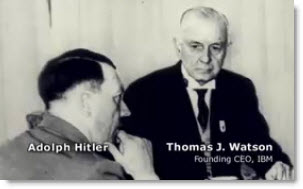 Adolph Hitler
Thomas J. Watson
Founding CEO, IBM